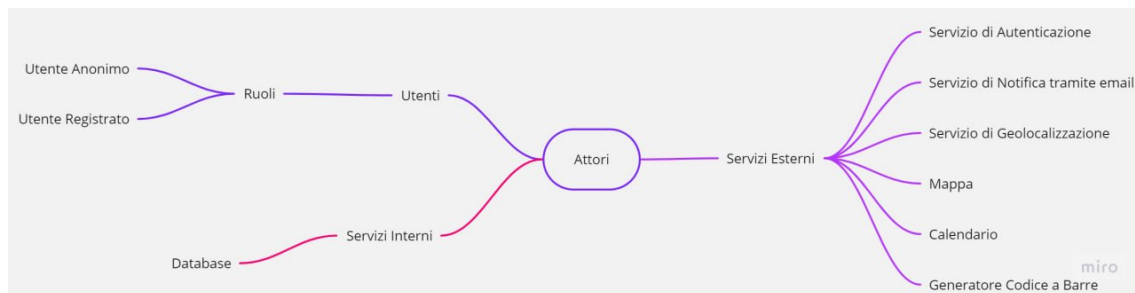 Servizio di Autenticazione
Utente Anonimo
Servizio di Notifica tramite email
Ruoli
Utenti
Utente Registrato
Servizio di Geolocalizzazione
Attori
Servizi Esterni
Mappa
Servizi Interni
Calendario
Database
miro
Generatore Codice a Barre